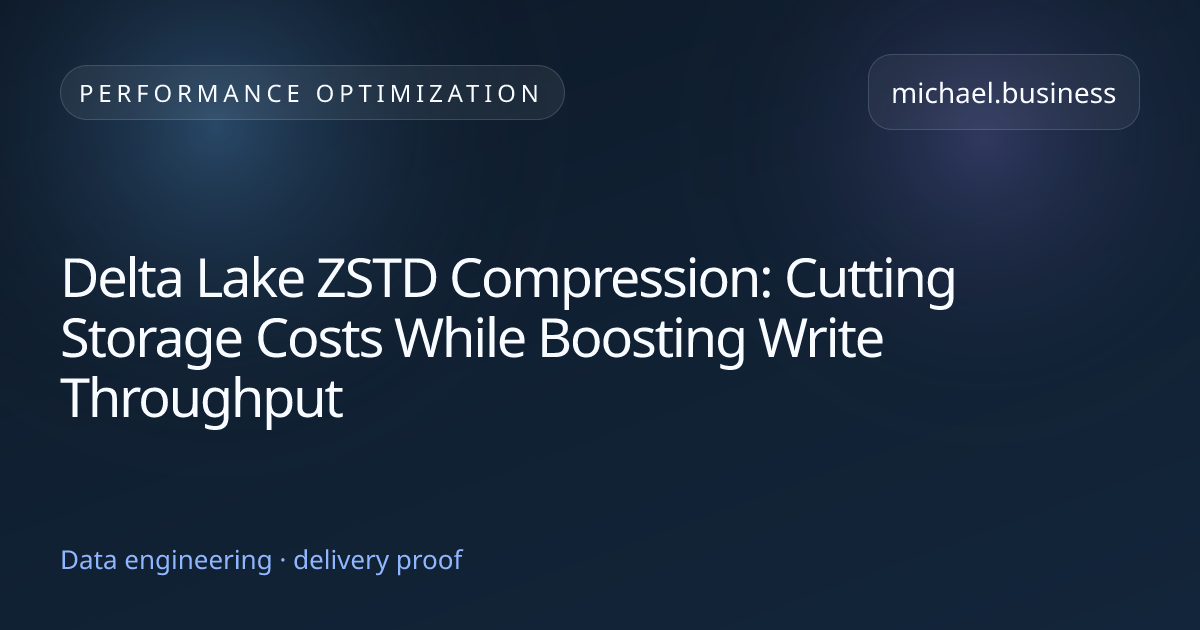 PERFORMANCE OPTIMIZATION
michael.business
Delta Lake ZSTD Compression: Cutting
Storage Costs While Boosting Write
Throughput
Data engineering · delivery proof